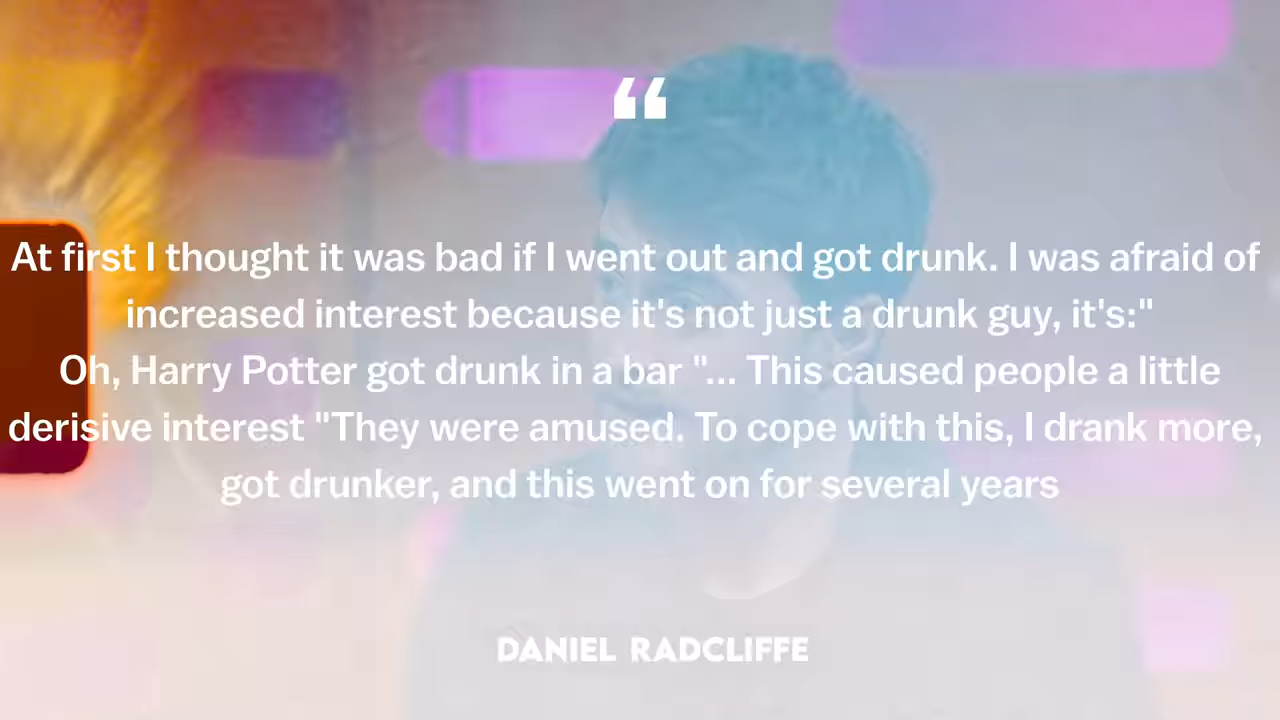 “
At first I thought it was bad if I went out and got drunk. I was afraid of
increased interest because it's not just a drunk guy, it's:"
Oh, Harry Potter got drunk in a bar "... This caused people a little
derisive interest "They were amused. To cope with this, I drank more,
got drunker, and this went on for several years
DANIEL RADCLIFFE